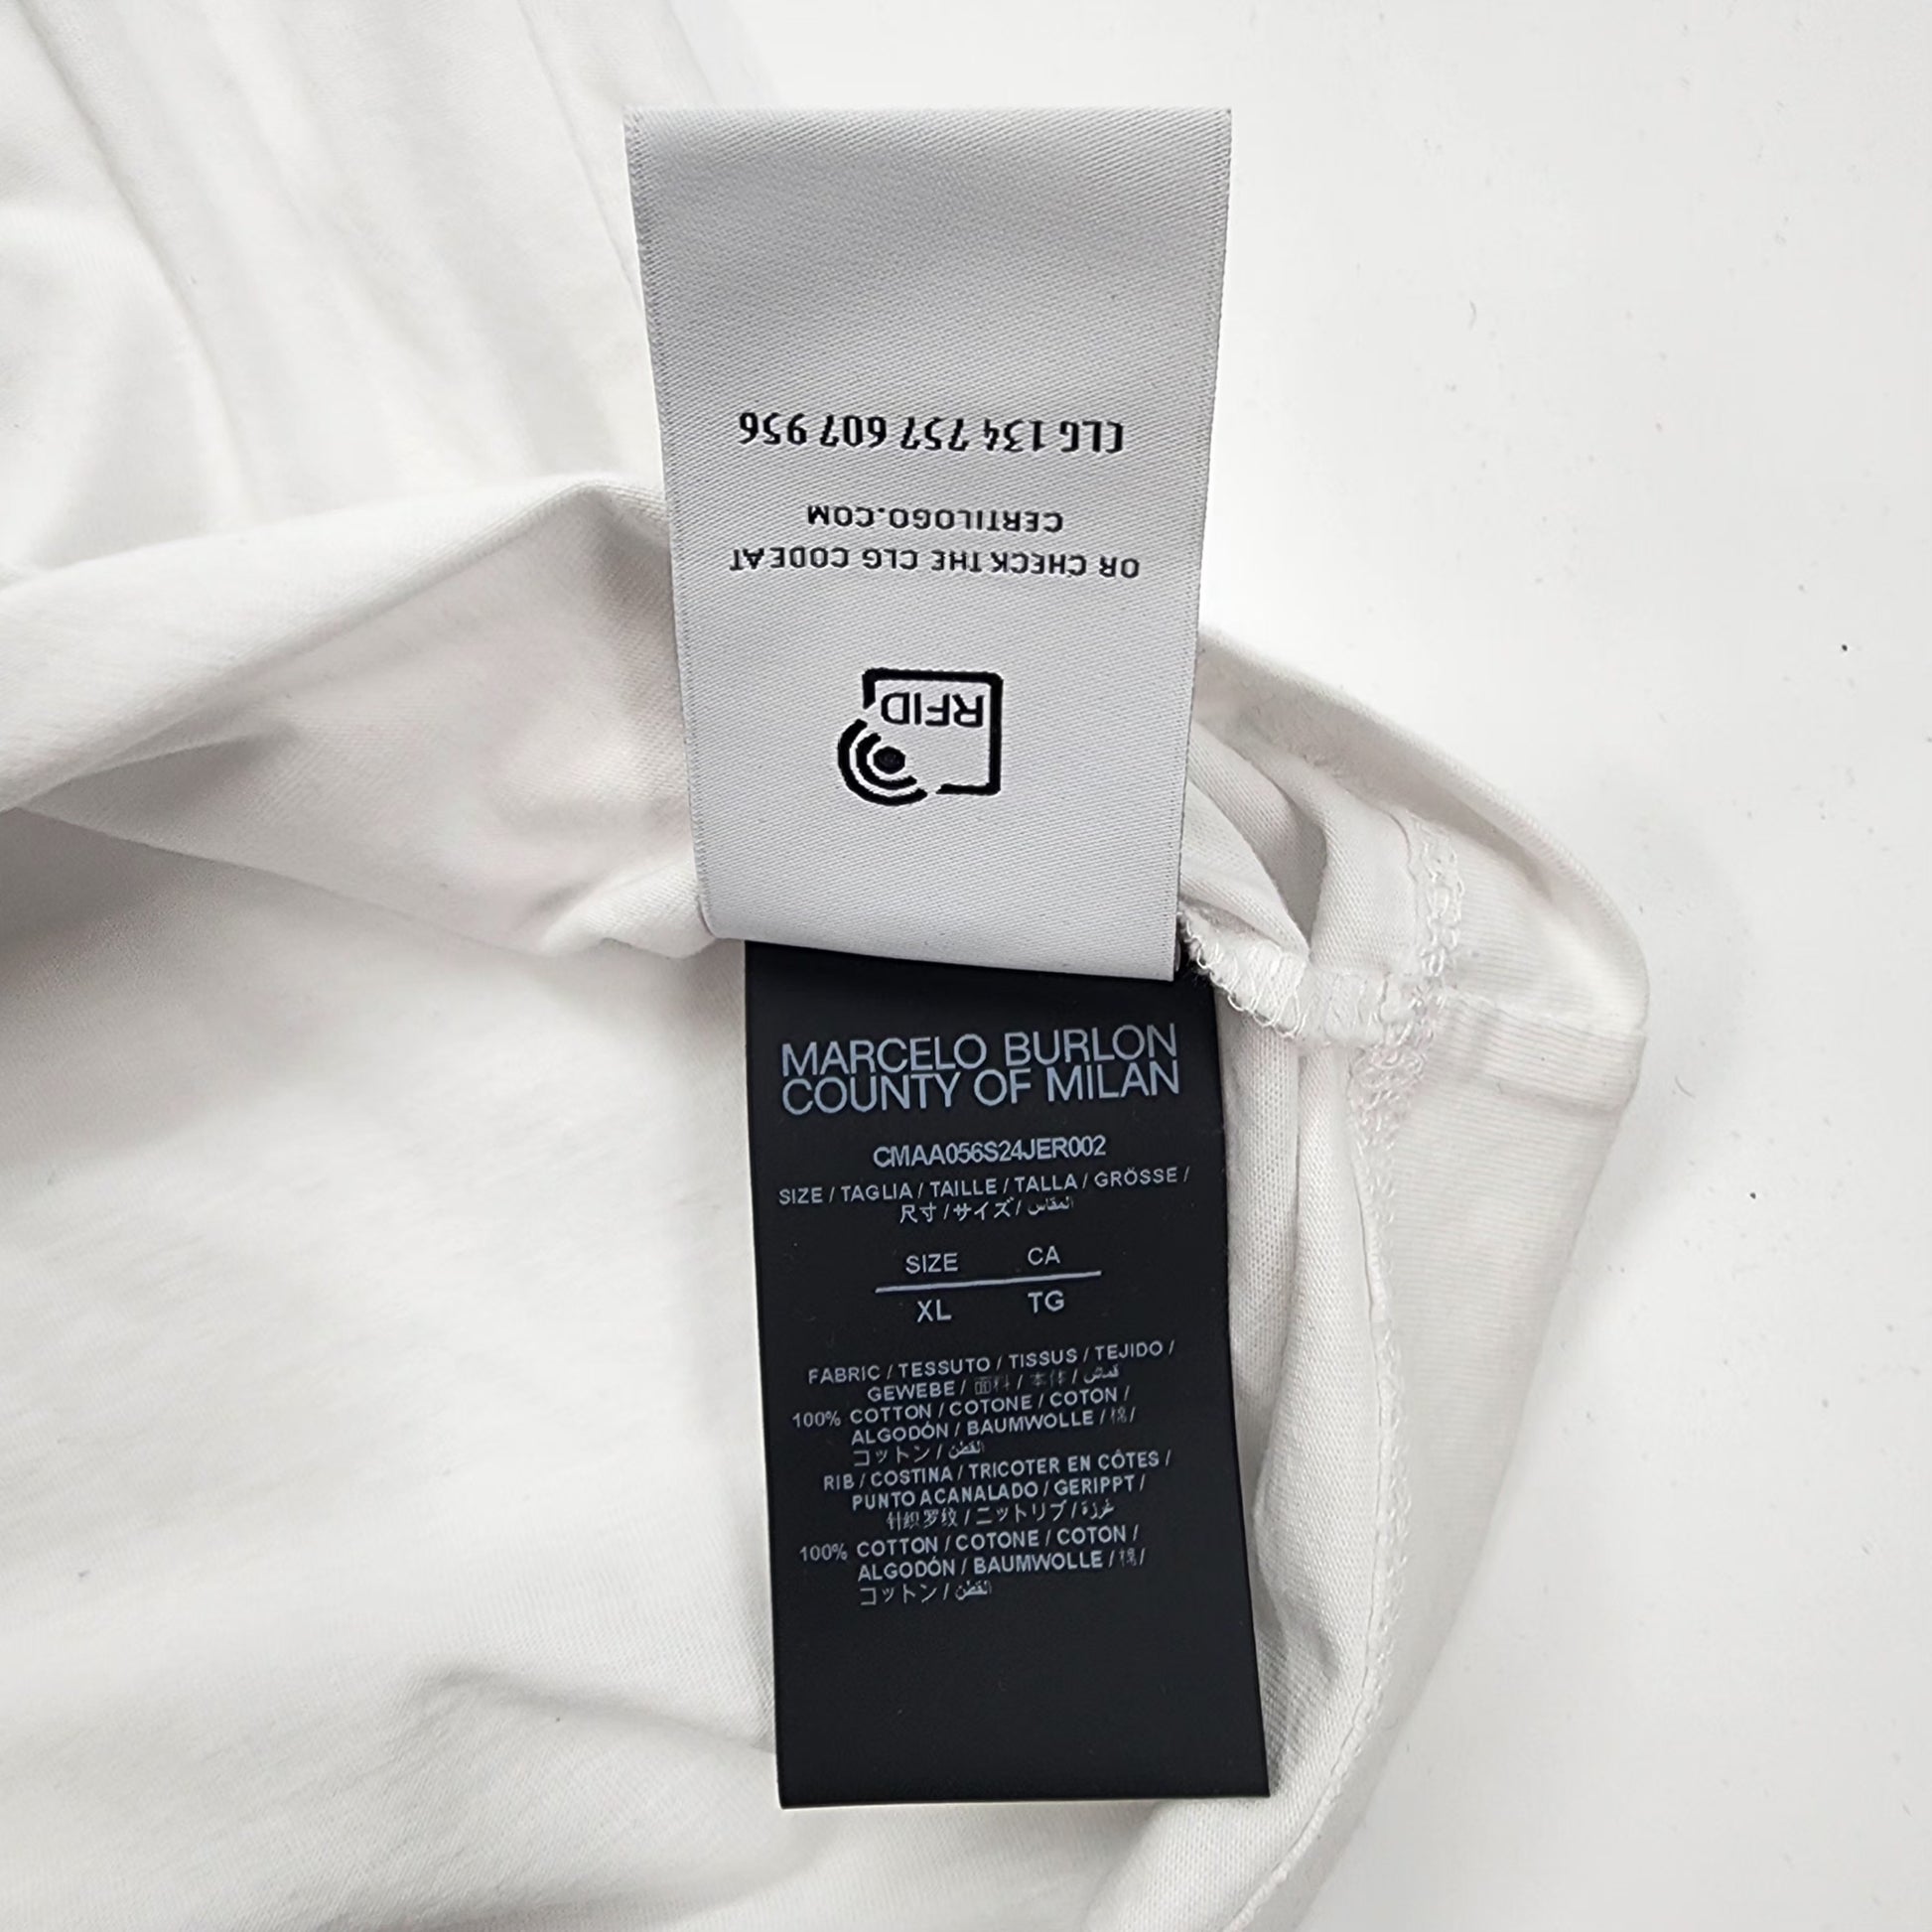 OR CHECK THE CLG CODE AT
CERTILOGO.COM
CLG 134 757 607 956
RFID
MARCELO BURLON
COUNTY OF MILAN
CMAA056S24JER002
SIZE / TAGLIA / TAILLE / TALLA / GRÖSSE /
尺寸 / サイズ / المقاس
SIZE CA
XL TG
FABRIC / TESSUTO / TISSUS / TEJIDO /
GEWEBE / 面料 / 本体 / قميص
100% COTTON / COTONE / COTON /
ALGODÓN / BAUMWOLLE / 棉 /
コットン / القطن
RIB / COSTINA / TRICOTER EN CÔTES /
PUNTO ACANALADO / GERIPPT /
针织罗纹 / ニットリブ / غرزة
100% COTTON / COTONE / COTON /
ALGODÓN / BAUMWOLLE / 棉 /
コットン / القطن